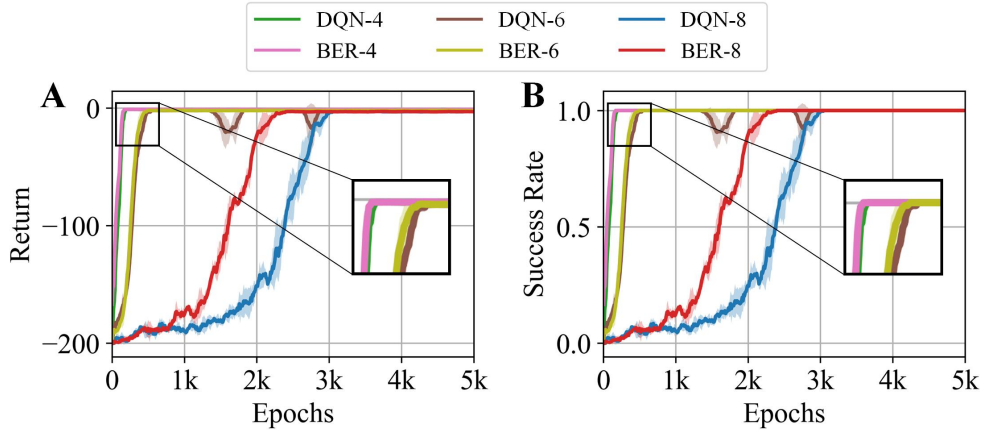 DQN-4 DQN-6 DQN-8
BER-4 BER-6 BER-8
A B
0
−100
−200
Return
0 1k 2k 3k 4k 5k
Epochs
1.0
0.5
0.0
Success Rate
0 1k 2k 3k 4k 5k
Epochs